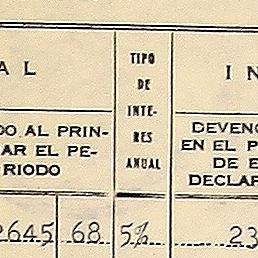 AL
TIPO
DE
INTE-
RES
ANUAL
I N
DO AL PRIN-
AR EL PE-
RIODO
DEVENG
EN EL P
DE E
DECLAR
2645 68 5% 23